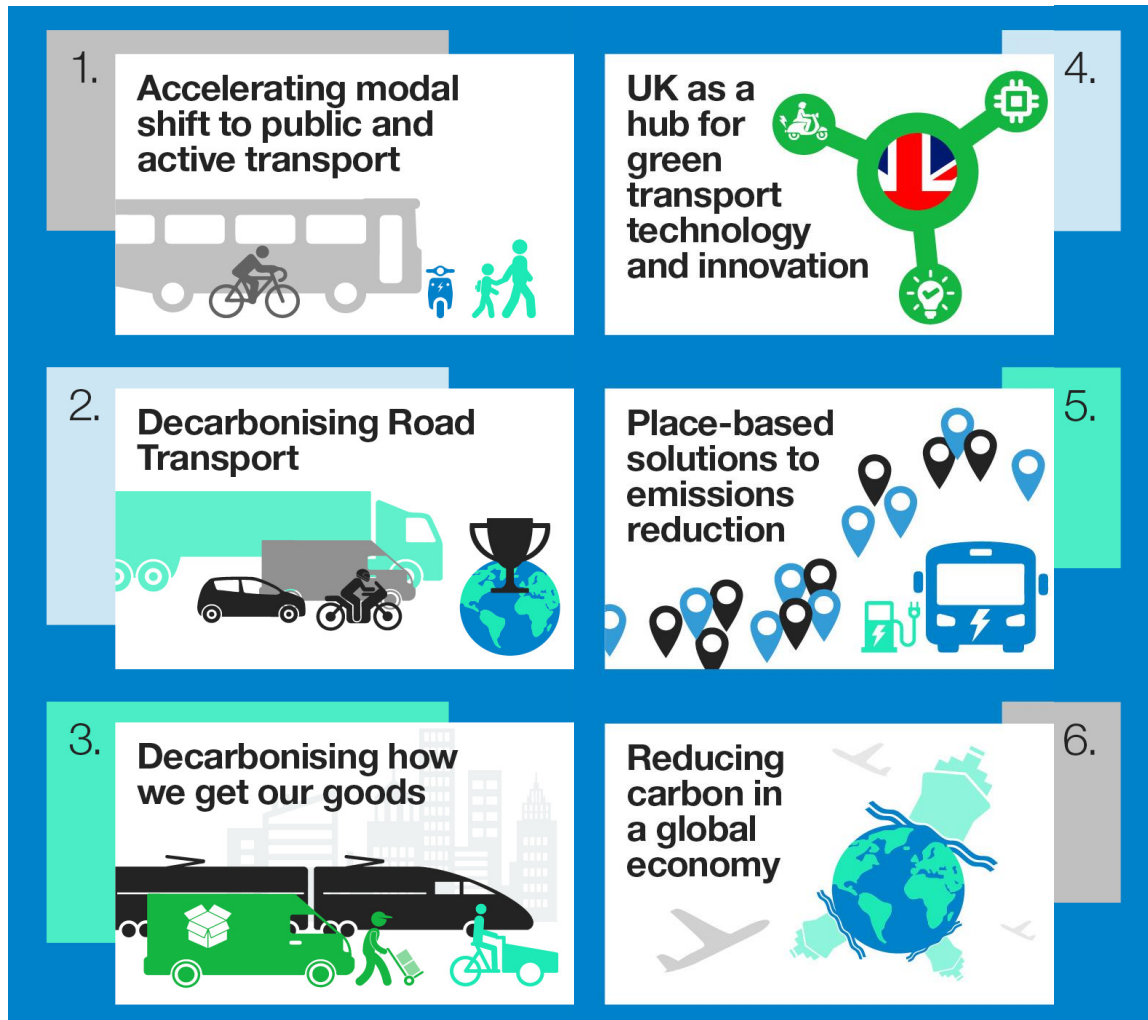 1.
Accelerating modal
shift to public and
active transport
2.
Decarbonising Road
Transport
3.
Decarbonising how
we get our goods
4.
UK as a
hub for
green
transport
technology
and innovation
5.
Place-based
solutions to
emissions
reduction
6.
Reducing
carbon in
a global
economy